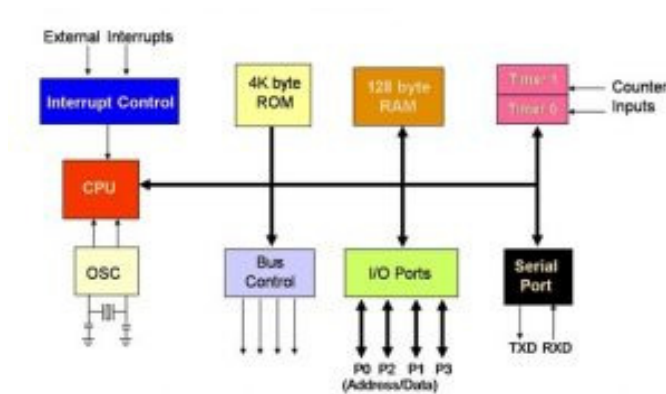 External Interrupts
Interrupt Control
4K byte
ROM
128 byte
RAM
Timer 1
Timer 0
Counter
Inputs
CPU
OSC
Bus
Control
I/O Ports
Serial
Port
P0 P2 P1 P3
(Address/Data)
TXD RXD